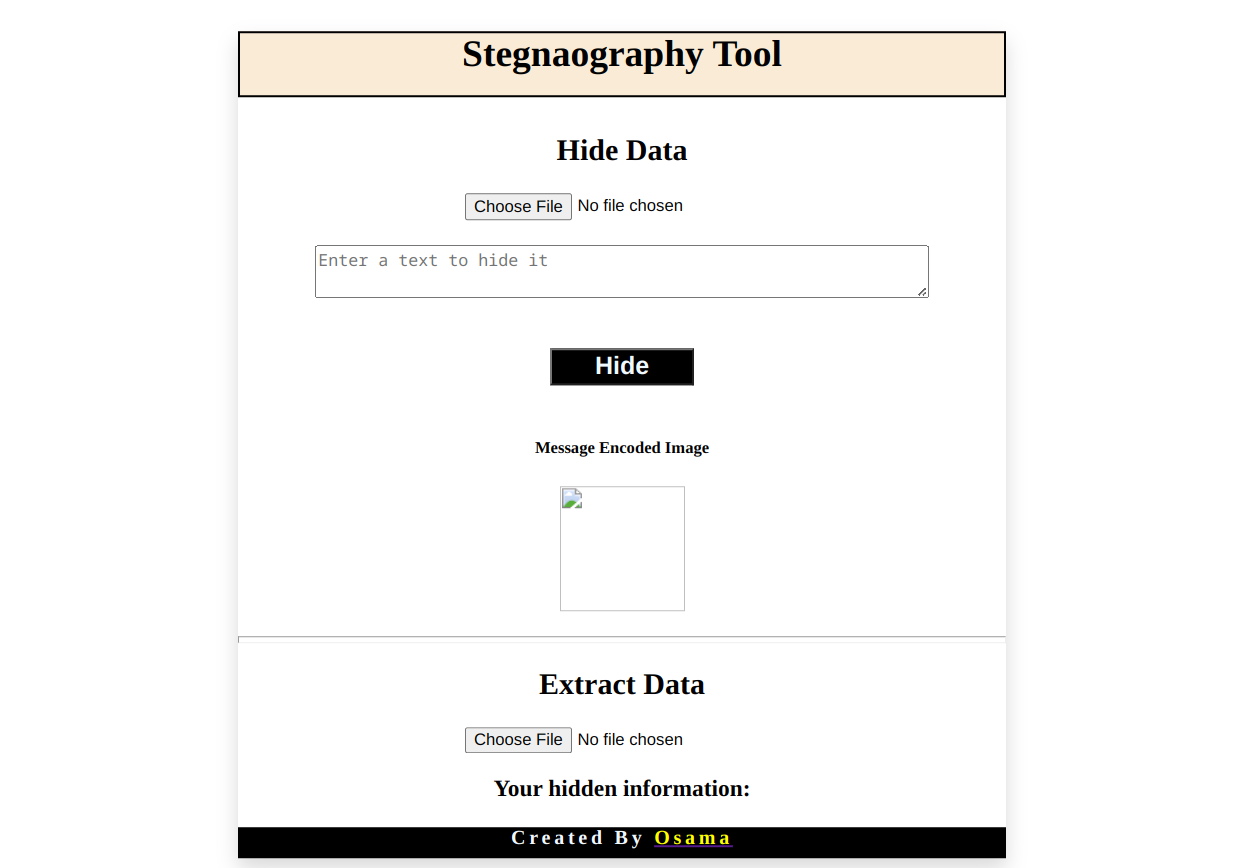 Stegnaography Tool
Hide Data
Choose File No file chosen
Enter a text to hide it
Hide
Message Encoded Image
Extract Data
Choose File No file chosen
Your hidden information:
Created By Osama